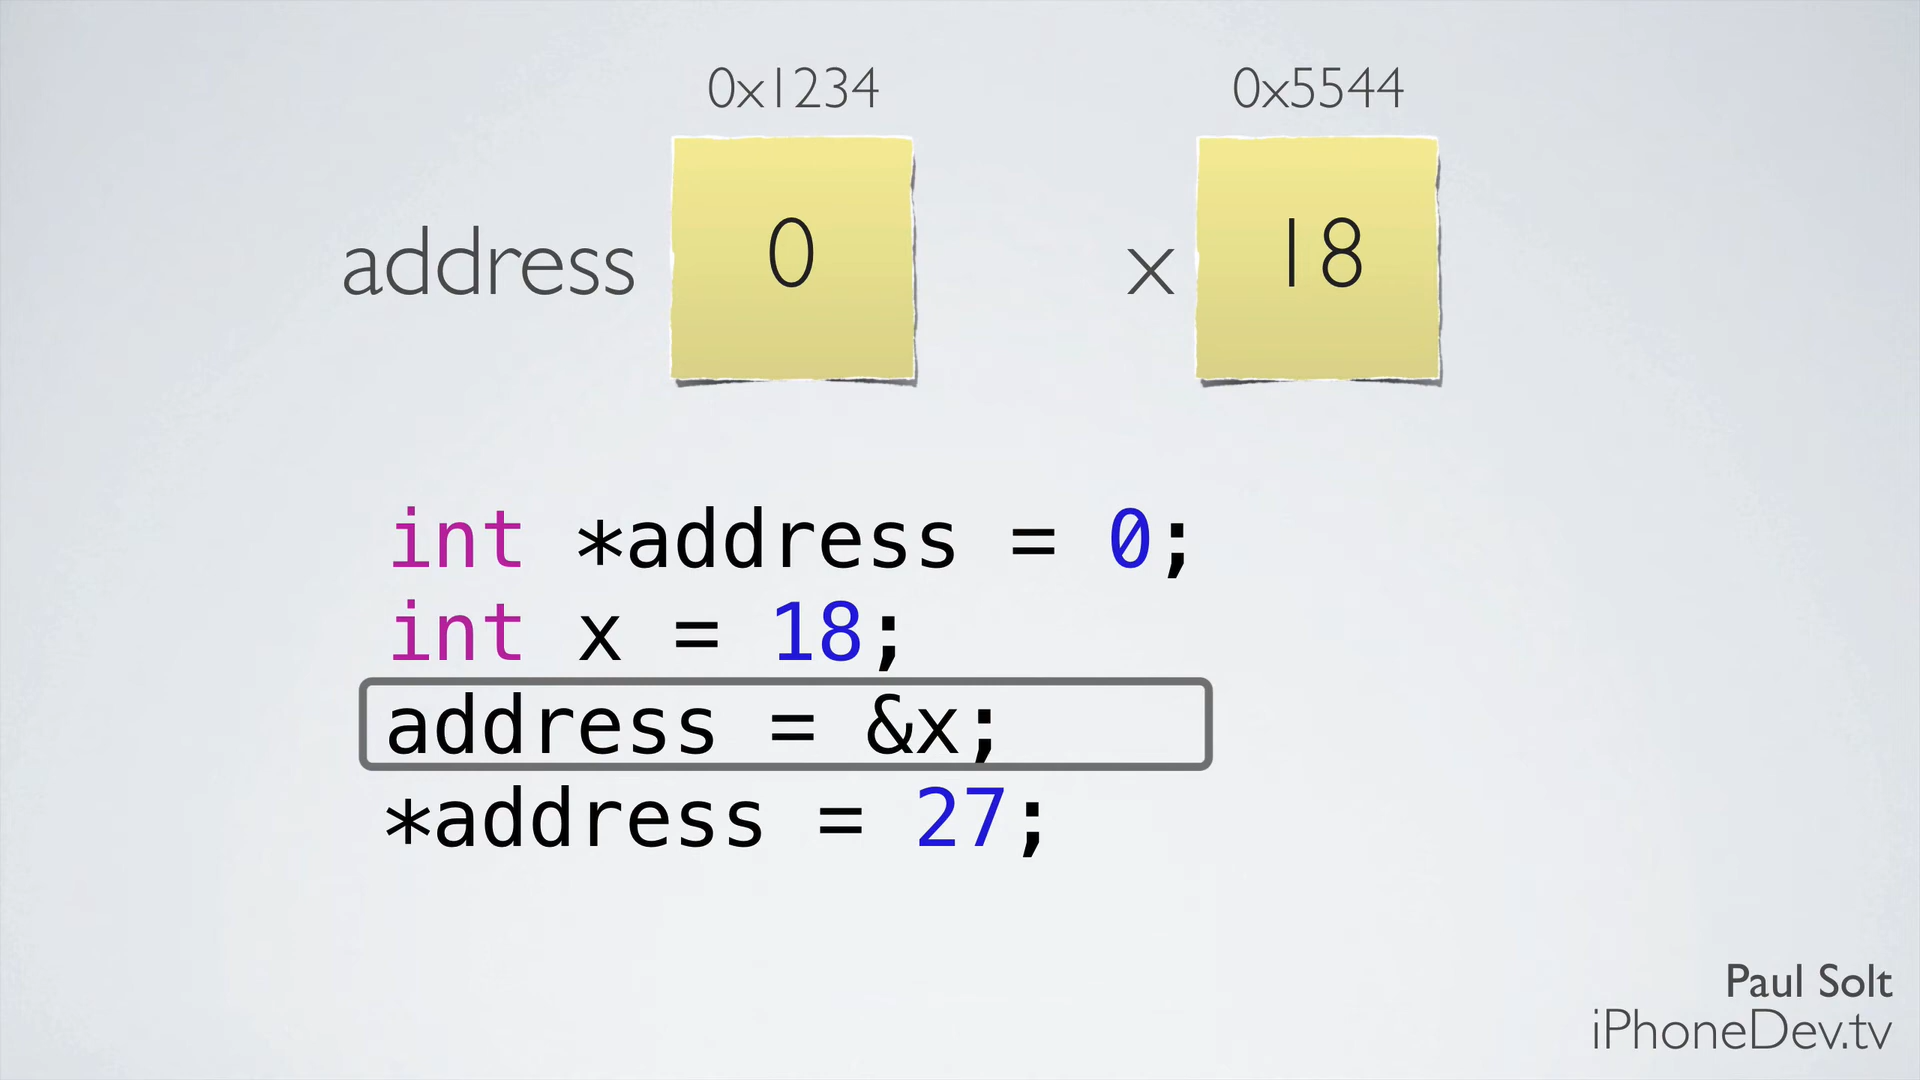 0x1234 0x5544
address 0 x 18
int *address = 0;
int x = 18;
address = &x;
*address = 27;
Paul Solt
iPhoneDev.tv